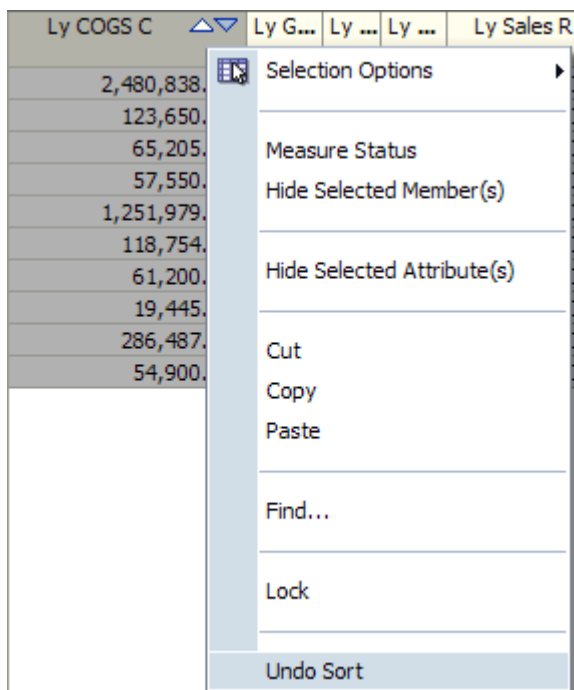 Ly COGS C Ly G... Ly ... Ly ... Ly Sales R
2,480,838.
123,650.
65,205.
57,550.
1,251,979.
118,754.
61,200.
19,445.
286,487.
54,900.
Selection Options
Measure Status
Hide Selected Member(s)
Hide Selected Attribute(s)
Cut
Copy
Paste
Find...
Lock
Undo Sort